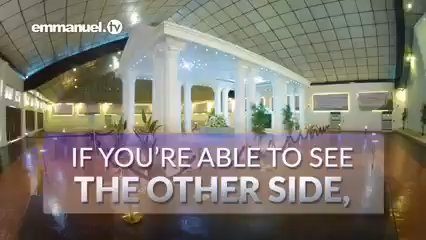 emmanuel.tv
IF YOU'RE ABLE TO SEE
THE OTHER SIDE,